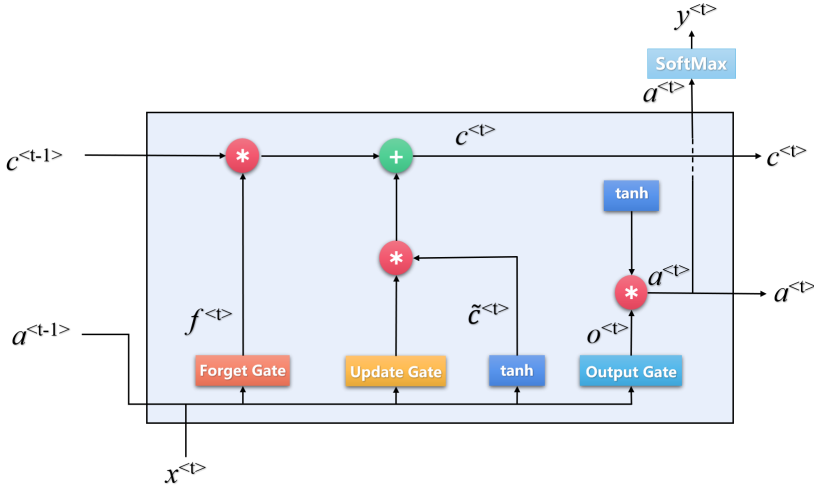 y<t>
SoftMax
a<t>
c<t-1>
*
+
c<t>
c<t>
tanh
*
*
a<t>
a<t>
f<t>
c̃<t>
o<t>
a<t-1>
Forget Gate
Update Gate
tanh
Output Gate
x<t>